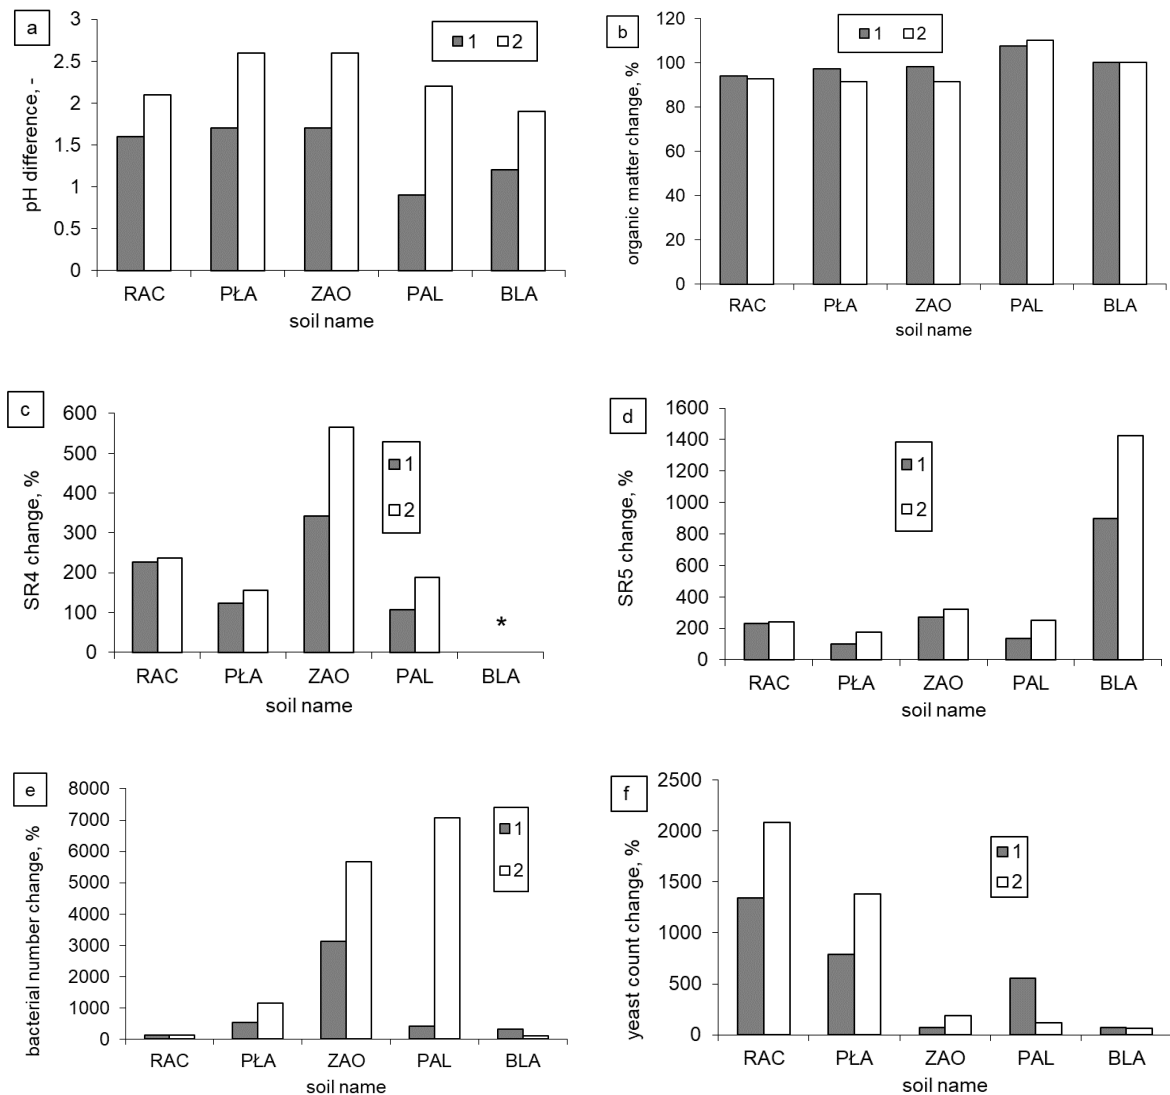 a
pH difference, -
3
2.5
2
1.5
1
0.5
0
1 2
RAC PŁA ZAO PAL BLA
soil name
b
organic matter change, %
120
100
80
60
40
20
0
1 2
RAC PŁA ZAO PAL BLA
soil name
c
SR4 change, %
600
500
400
300
200
100
0
1
2
*
RAC PŁA ZAO PAL BLA
soil name
d
SR5 change, %
1600
1400
1200
1000
800
600
400
200
0
1
2
RAC PŁA ZAO PAL BLA
soil name
e
bacterial number change, %
8000
7000
6000
5000
4000
3000
2000
1000
0
1
2
RAC PŁA ZAO PAL BLA
soil name
f
yeast count change, %
2500
2000
1500
1000
500
0
1
2
RAC PŁA ZAO PAL BLA
soil name